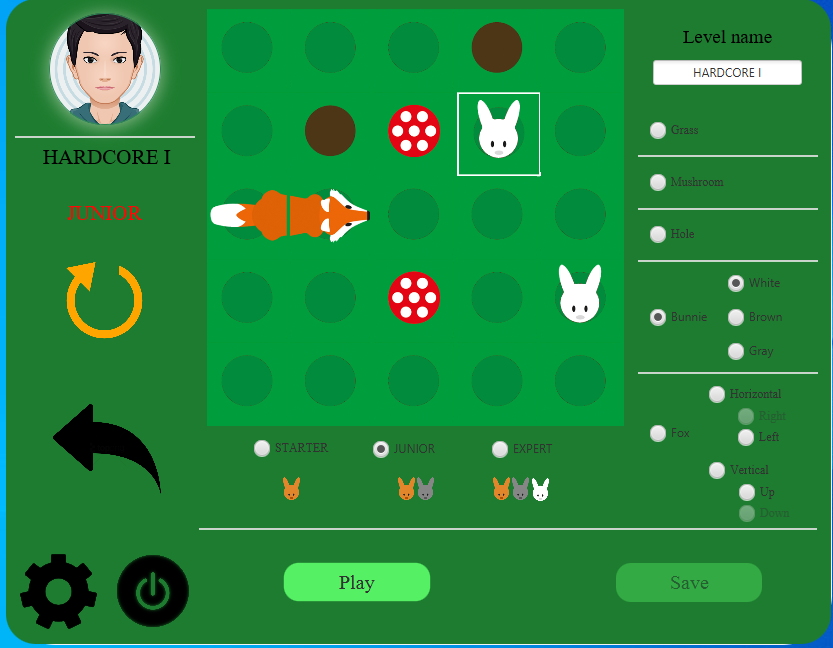 Level name
HARDCORE I
HARDCORE I
JUNIOR
Grass
Mushroom
Hole
Bunnie
White
Brown
Gray
Fox
Horizontal
Right
Left
Vertical
Up
Down
STARTER
JUNIOR
EXPERT
Play
Save